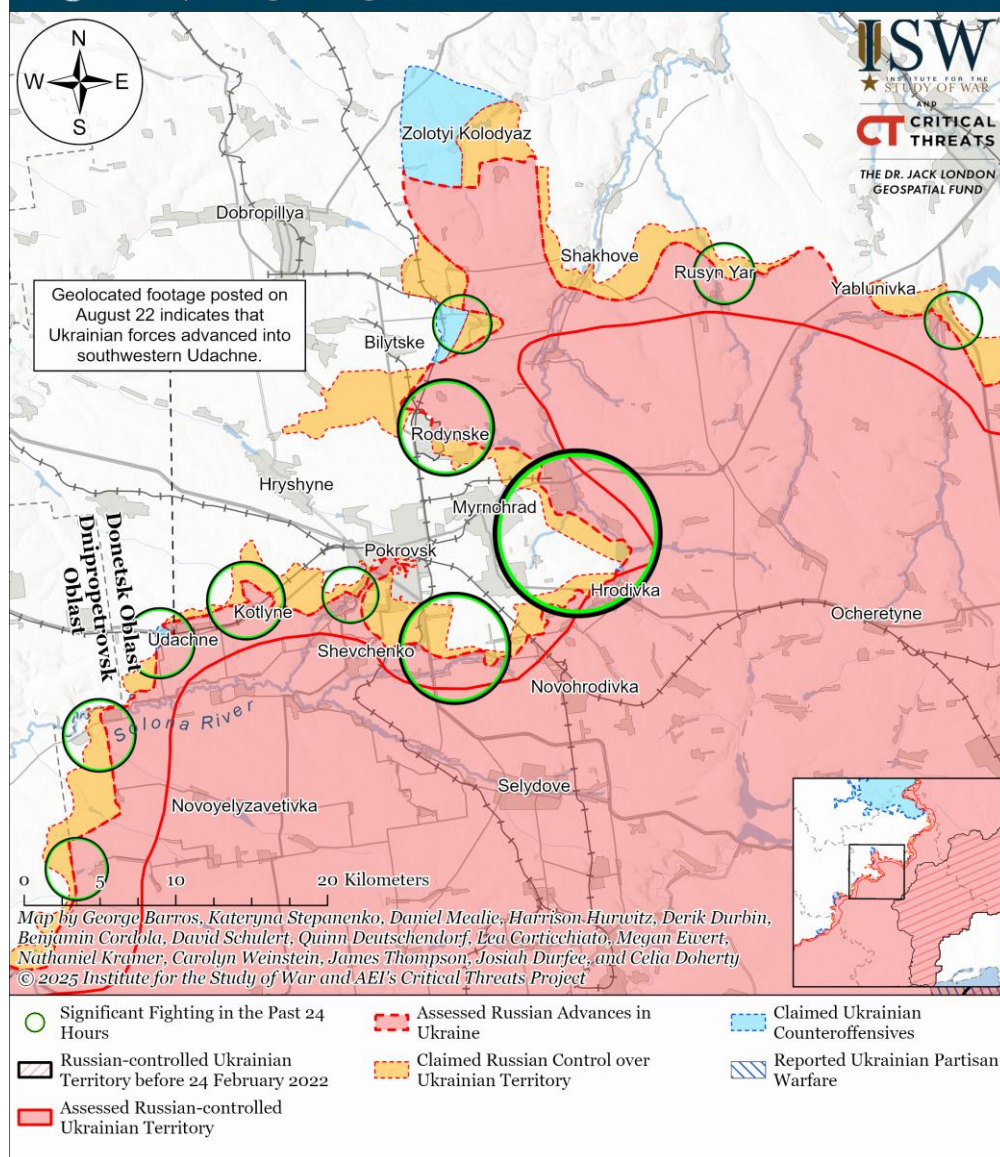 N
W
E
S
ISW
INSTITUTE FOR THE
STUDY OF WAR
AND
CT CRITICAL
THREATS
THE DR. JACK LONDON
GEOSPATIAL FUND
Zolotyi Kolodyaz
Dobropillya
Shakhove
Rusyn Yar
Yablunivka
Geolocated footage posted on
August 22 indicates that
Ukrainian forces advanced into
southwestern Udachne.
Bilytske
Rodynske
Hryshyne
Myrnohrad
Pokrovsk
Donetsk Oblast
Dnipropetrovsk
Oblast
Kotlyne
Hrodivka
Udachne
Shevchenko
Ocheretyne
Novohrodivka
Solona River
Selydove
Novoyelyzavetivka
0 5 10 20 Kilometers
Map by George Barros, Kateryna Stepanenko, Daniel Mealie, Harrison Hurwitz, Derik Durbin,
Benjamin Cordola, David Schulert, Quinn Deutschendorf, Lea Corticchiato, Megan Ewert,
Nathaniel Kramer, Carolyn Weinstein, James Thompson, Josiah Durfee, and Celia Doherty
© 2025 Institute for the Study of War and AEI's Critical Threats Project
Significant Fighting in the Past 24
Hours
Russian-controlled Ukrainian
Territory before 24 February 2022
Assessed Russian-controlled
Ukrainian Territory
Assessed Russian Advances in
Ukraine
Claimed Russian Control over
Ukrainian Territory
Claimed Ukrainian
Counteroffensives
Reported Ukrainian Partisan
Warfare